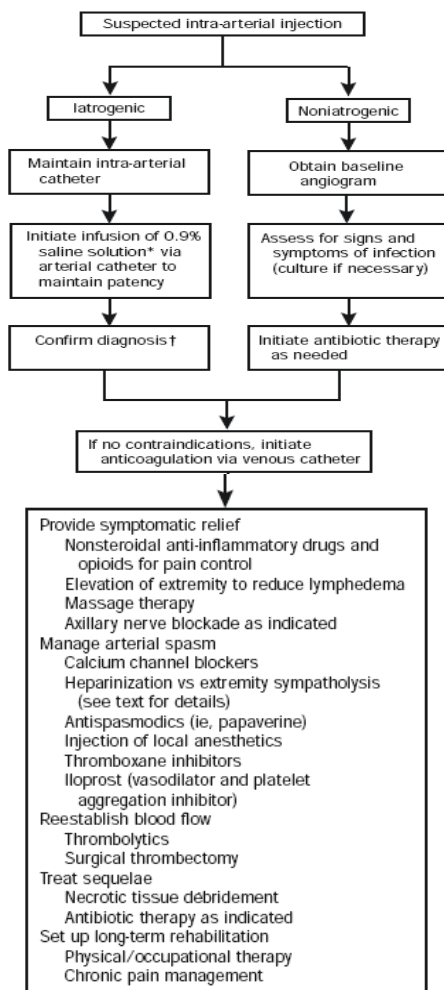 Suspected intra-arterial injection
Iatrogenic
Noniatrogenic
Maintain intra-arterial
catheter
Obtain baseline
angiogram
Initiate infusion of 0.9%
saline solution* via
arterial catheter to
maintain patency
Assess for signs and
symptoms of infection
(culture if necessary)
Confirm diagnosis†
Initiate antibiotic therapy
as needed
If no contraindications, initiate
anticoagulation via venous catheter
Provide symptomatic relief
Nonsteroidal anti-inflammatory drugs and
opioids for pain control
Elevation of extremity to reduce lymphedema
Massage therapy
Axillary nerve blockade as indicated
Manage arterial spasm
Calcium channel blockers
Heparinization vs extremity sympatholysis
(see text for details)
Antispasmodics (ie, papaverine)
Injection of local anesthetics
Thromboxane inhibitors
Iloprost (vasodilator and platelet
aggregation inhibitor)
Reestablish blood flow
Thrombolytics
Surgical thrombectomy
Treat sequelae
Necrotic tissue débridement
Antibiotic therapy as indicated
Set up long-term rehabilitation
Physical/occupational therapy
Chronic pain management